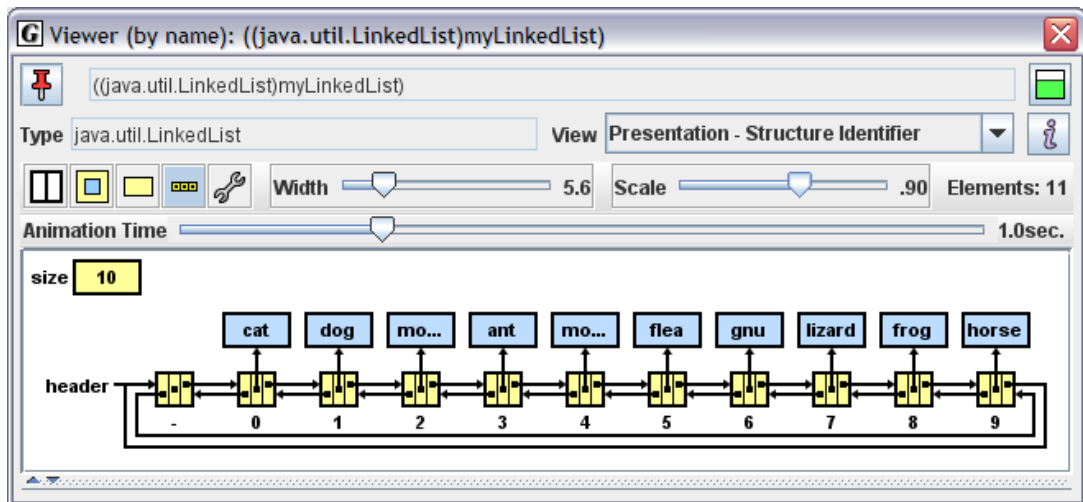 G Viewer (by name): ((java.util.LinkedList)myLinkedList)
((java.util.LinkedList)myLinkedList)
Type java.util.LinkedList View Presentation - Structure Identifier i
Width 5.6 Scale .90 Elements: 11
Animation Time 1.0sec.
size 10
cat dog mo... ant mo... flea gnu lizard frog horse
header
- 0 1 2 3 4 5 6 7 8 9